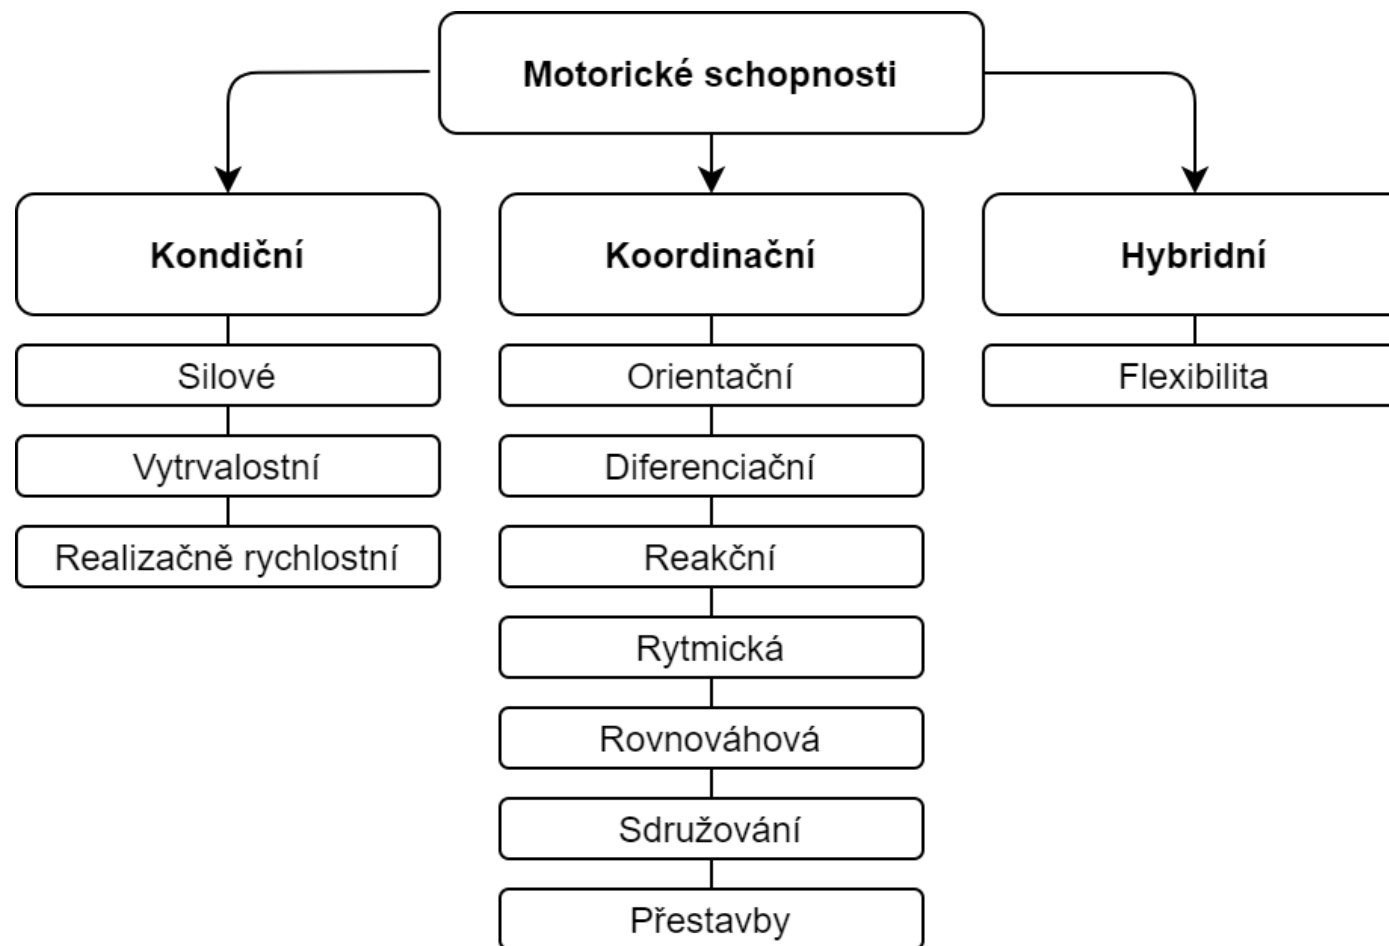 Motorické schopnosti
Kondiční
Koordinační
Hybridní
Silové
Orientační
Flexibilita
Vytrvalostní
Diferenciační
Realizačně rychlostní
Reakční
Rytmická
Rovnováhová
Sdružování
Přestavby